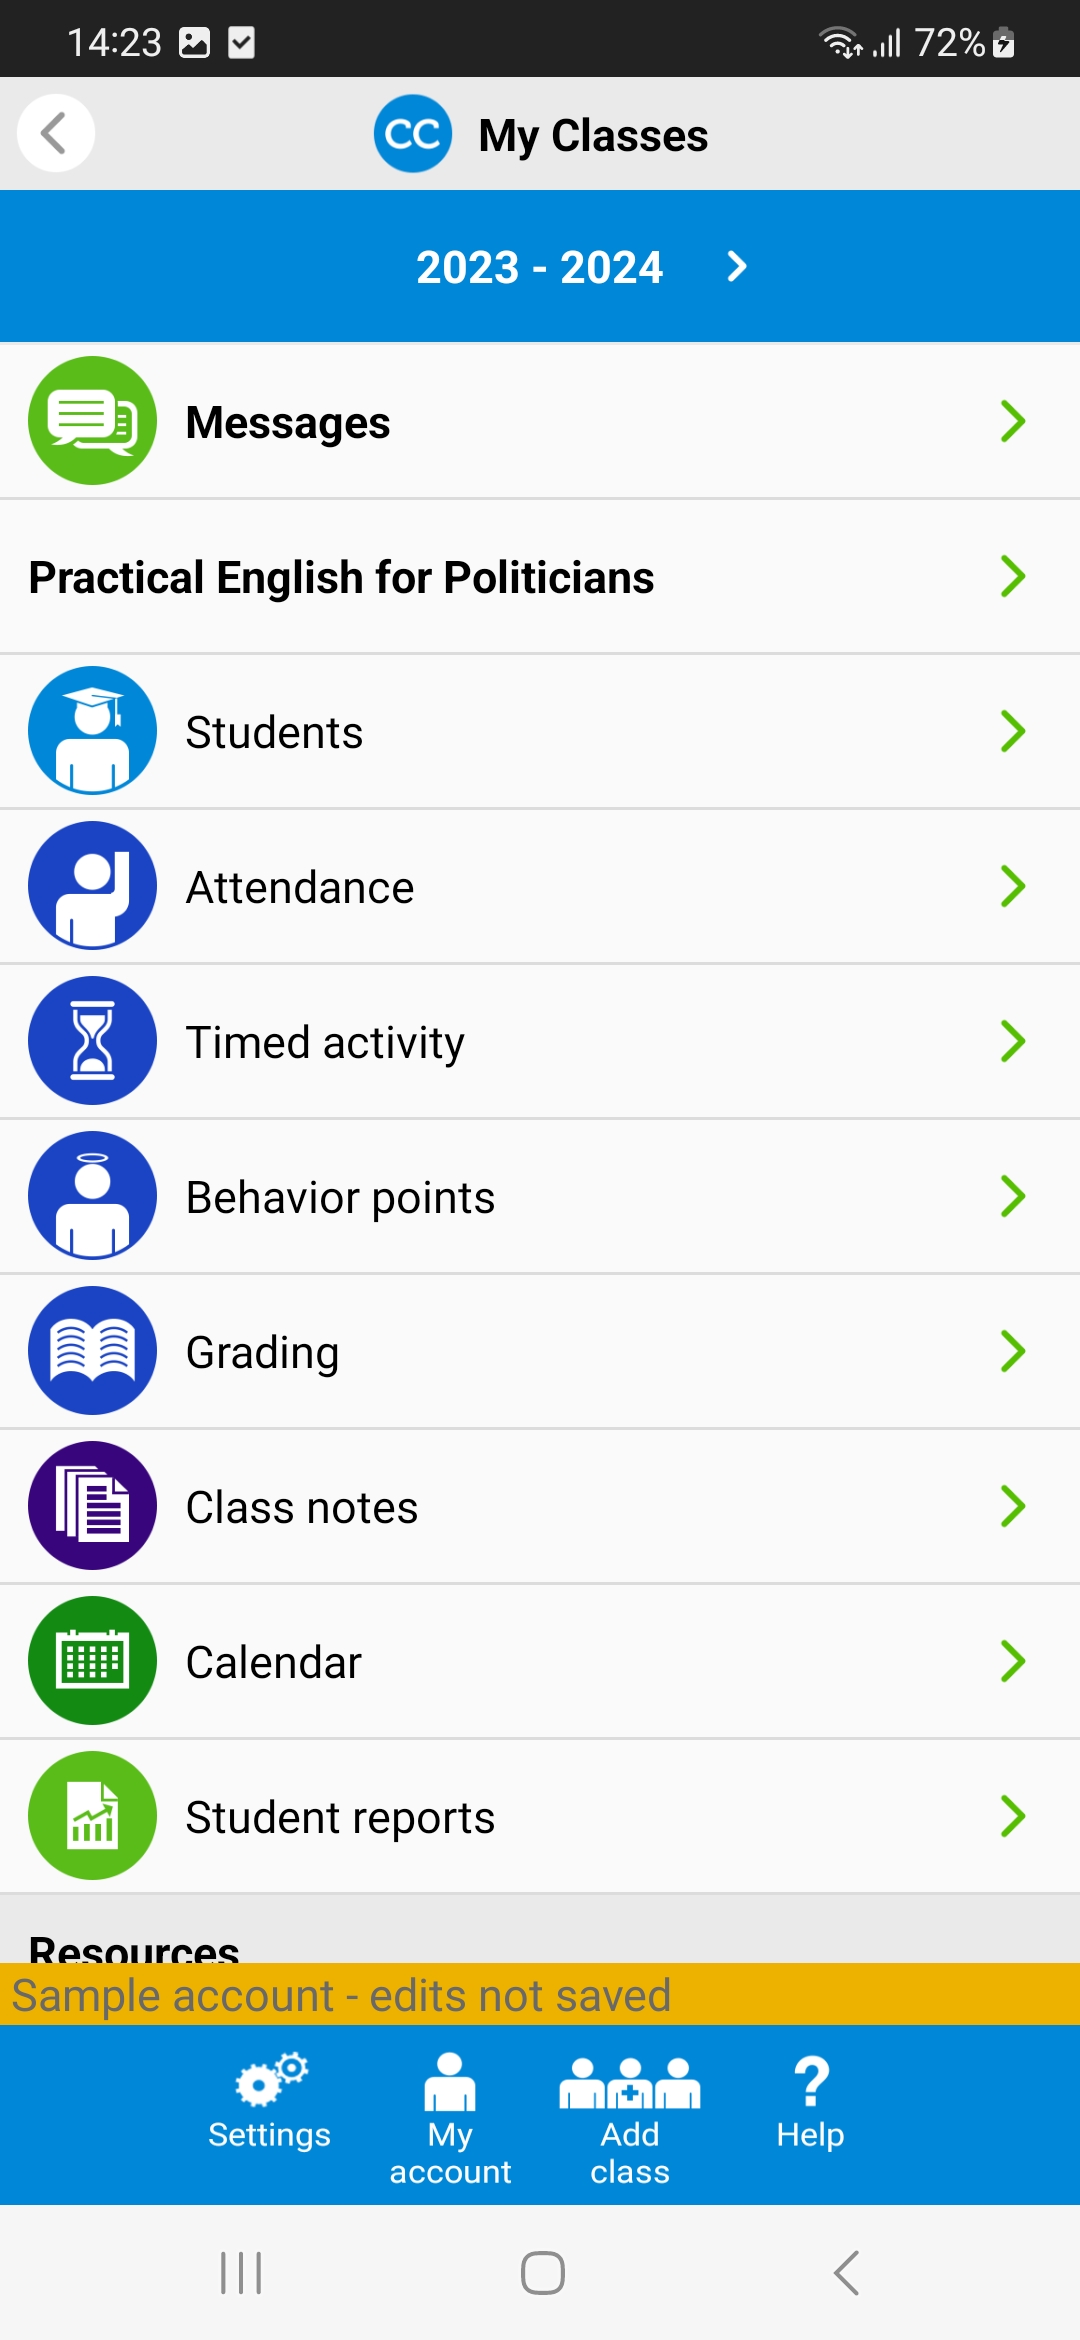 14:23
72%
CC My Classes
2023 - 2024
Messages
Practical English for Politicians
Students
Attendance
Timed activity
Behavior points
Grading
Class notes
Calendar
Student reports
Resources
Sample account - edits not saved
Settings
My account
Add class
Help